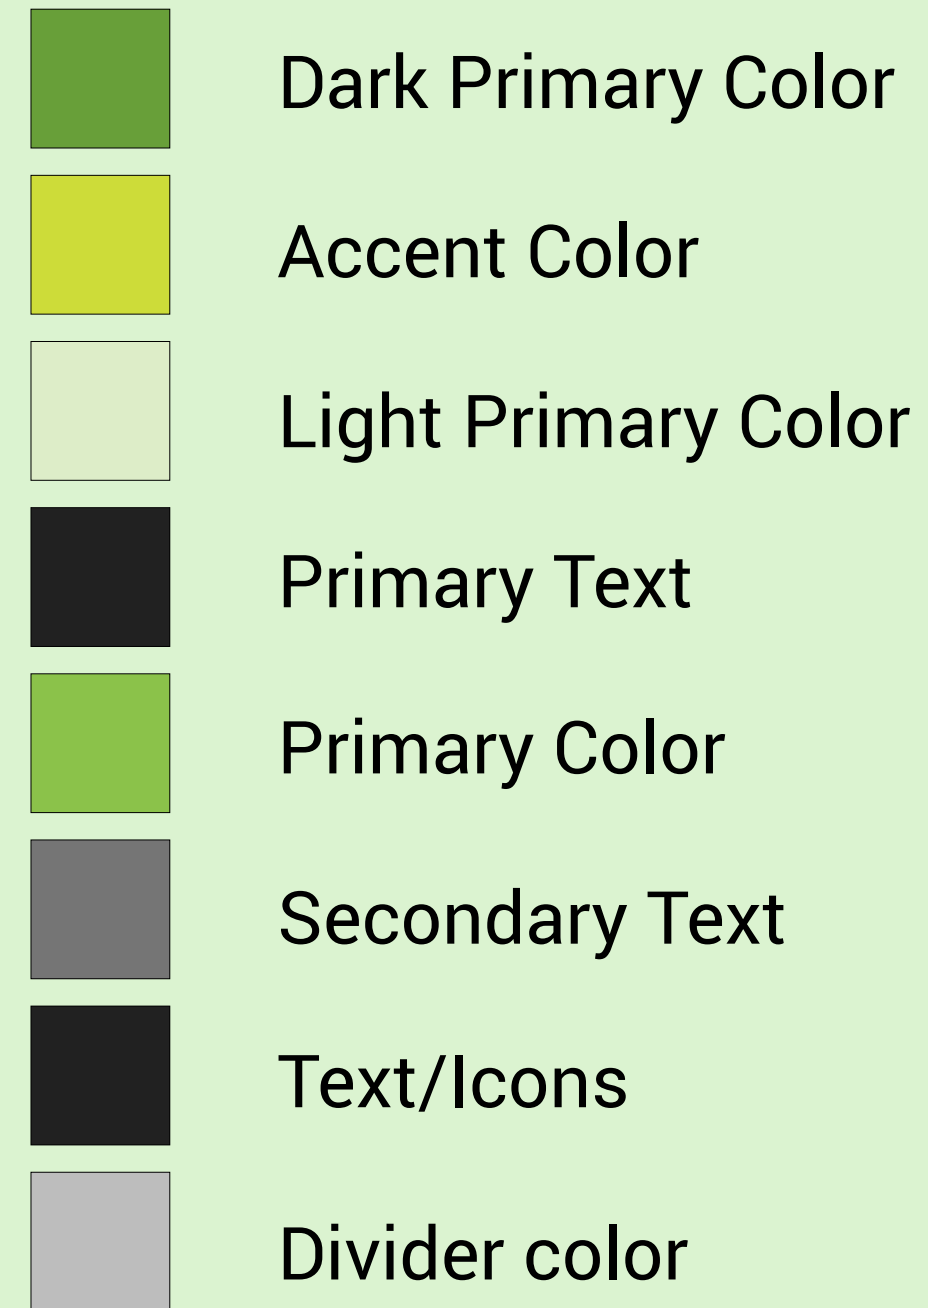 Dark Primary Color
Accent Color
Light Primary Color
Primary Text
Primary Color
Secondary Text
Text/Icons
Divider color